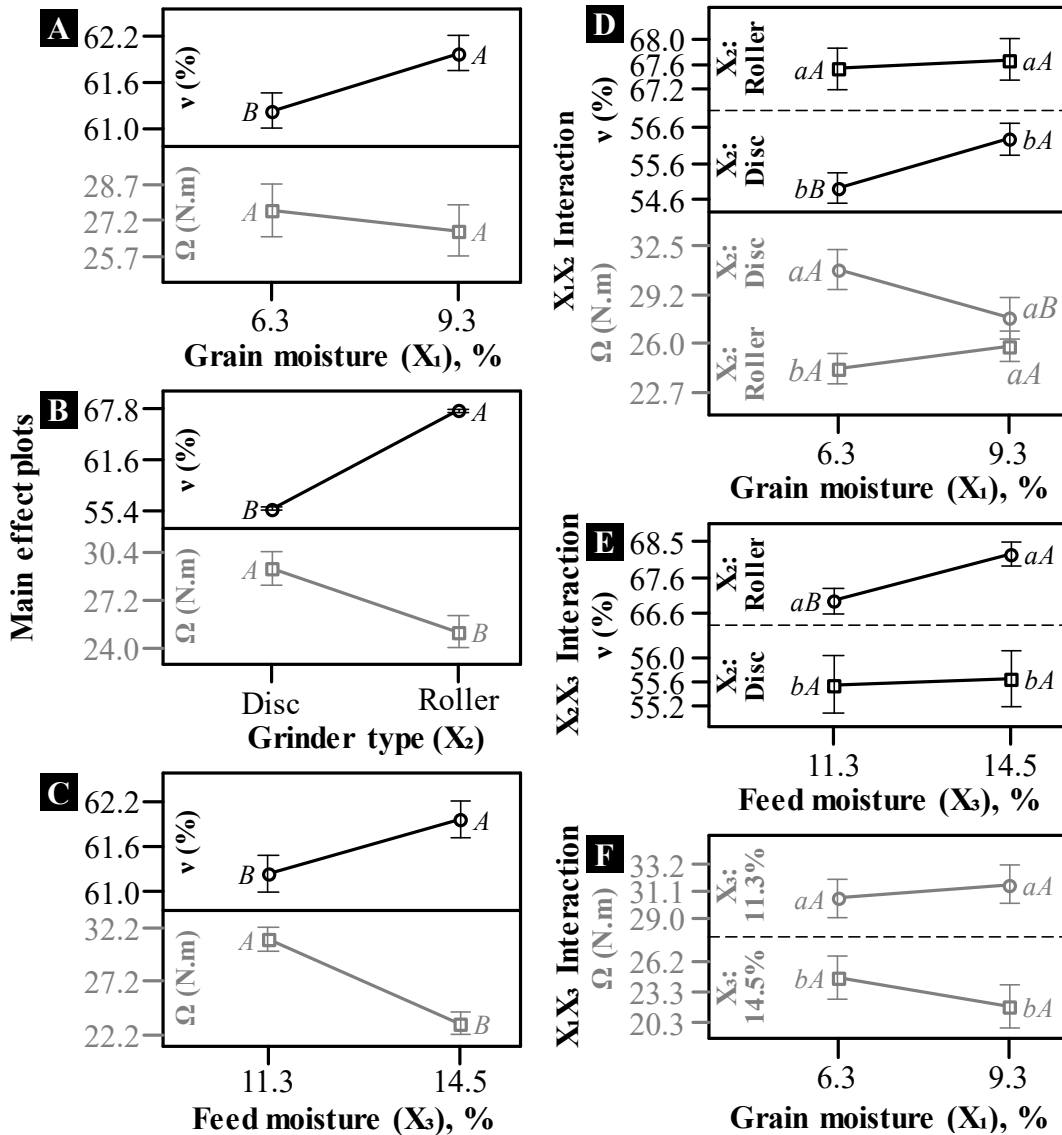 Main effect plots
A
ν (%)
62.2
61.6
61.0
B
A
Ω (N.m)
28.7
27.2
25.7
A
A
6.3
9.3
Grain moisture (X₁), %
B
ν (%)
67.8
61.6
55.4
B
A
Ω (N.m)
30.4
27.2
24.0
A
B
Disc
Roller
Grinder type (X₂)
C
ν (%)
62.2
61.6
61.0
B
A
Ω (N.m)
32.2
27.2
22.2
A
B
11.3
14.5
Feed moisture (X₃), %
X₁X₂ Interaction
D
ν (%)
68.0
67.6
67.2
X₂:
Roller
aA
aA
56.6
55.6
54.6
X₂:
Disc
bB
bA
Ω (N.m)
32.5
29.2
26.0
22.7
X₂:
Disc
aA
aB
X₂:
Roller
bA
aA
6.3
9.3
Grain moisture (X₁), %
X₂X₃ Interaction
E
ν (%)
68.5
67.6
66.6
X₂:
Roller
aB
aA
56.0
55.6
55.2
X₂:
Disc
bA
bA
11.3
14.5
Feed moisture (X₃), %
X₁X₃ Interaction
F
Ω (N.m)
33.2
31.1
29.0
X₃:
11.3%
aA
aA
26.2
23.3
20.3
X₃:
14.5%
bA
bA
6.3
9.3
Grain moisture (X₁), %